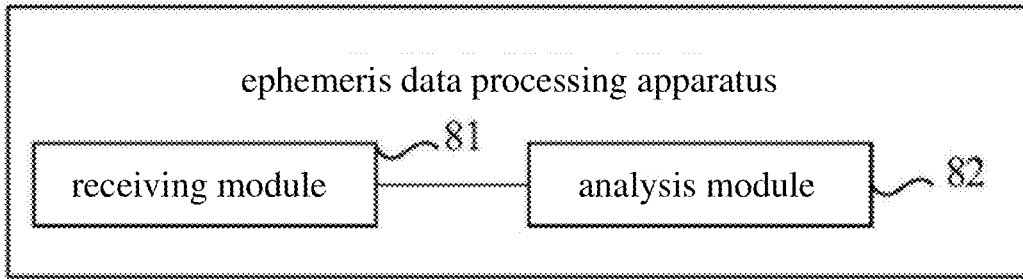 ephemeris data processing apparatus
81
receiving module
analysis module
82